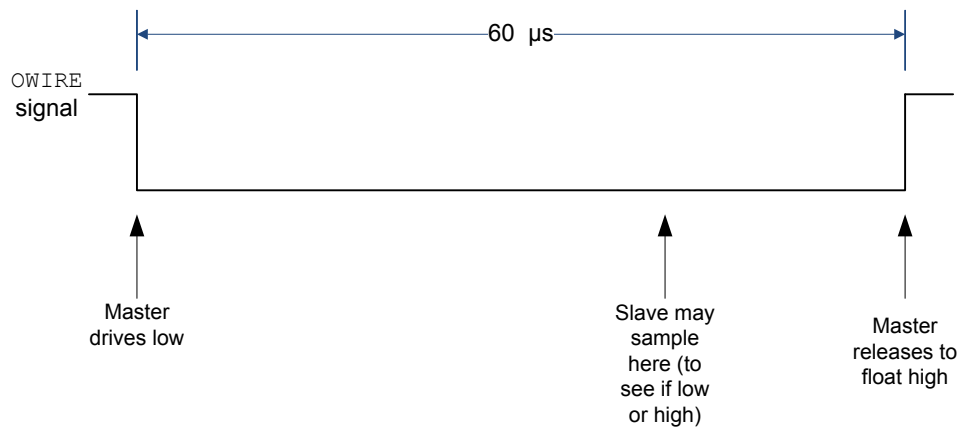 60 µs
OWIRE
signal
Master
drives low
Slave may
sample
here (to
see if low
or high)
Master
releases to
float high